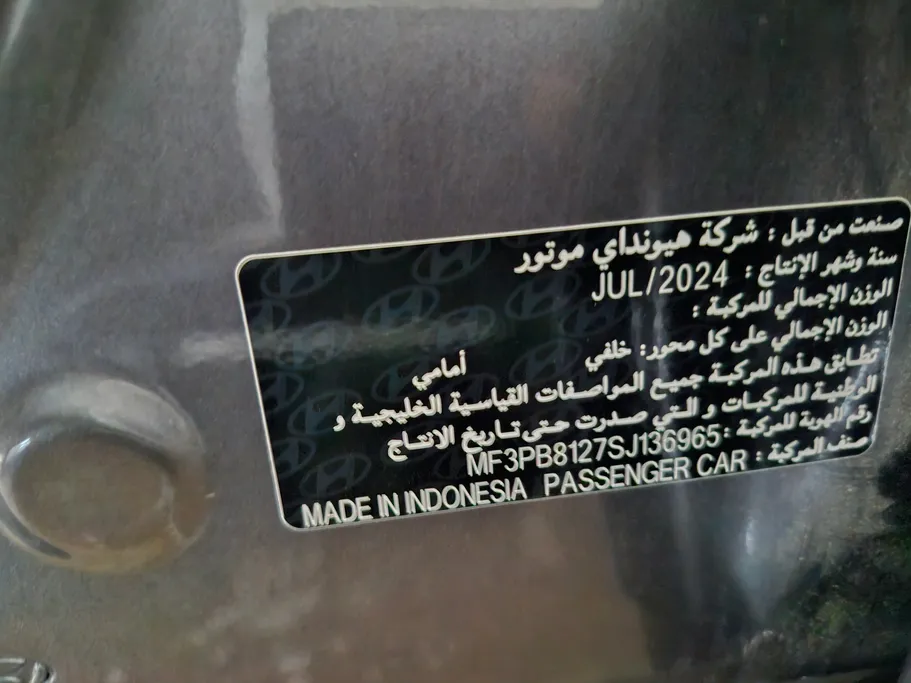 صنعت من قبل : شركة هيونداي موتور
سنة وشهر الإنتاج : JUL/2024
الوزن الإجمالي للمركبة :
الوزن الإجمالي على كل محور: خلفي أمامي
تطابق هذه المركبة جميع المواصفات القياسية الخليجية و
الوطنية للمركبات و التي صدرت حتى تاريخ الانتاج
رقم الهوية للمركبة : MF3PB8127SJ136965
صنف المركبة : PASSENGER CAR
MADE IN INDONESIA